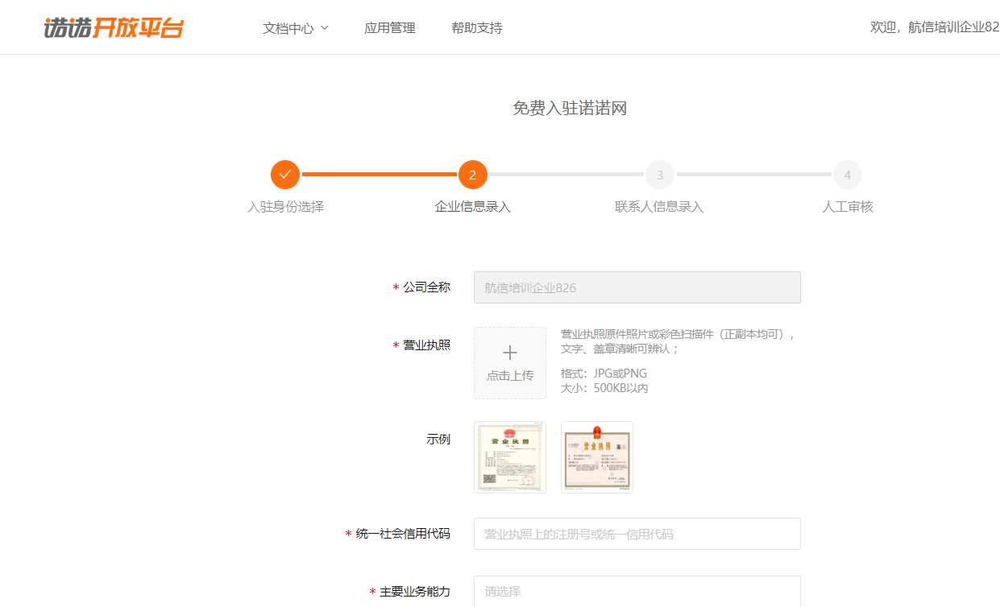 诺诺开放平台 文档中心 应用管理 帮助支持 欢迎，航信培训企业82
免费入驻诺诺网
2 3 4
入驻身份选择 企业信息录入 联系人信息录入 人工审核
* 公司全称 航信培训企业826
* 营业执照 点击上传
营业执照原件照片或彩色扫描件（正副本均可），
文字、盖章清晰可辨认；
格式：JPG或PNG
大小：500KB以内
示例
营业执照
营业执照
* 统一社会信用代码 营业执照上的注册号或统一信用代码
* 主要业务能力 请选择